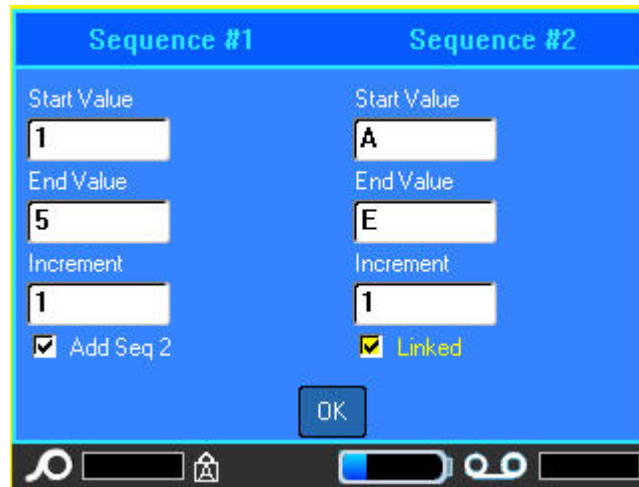 Sequence #1 Sequence #2
Start Value Start Value
1 A
End Value End Value
5 E
Increment Increment
1 1
Add Seq 2 Linked
OK
A